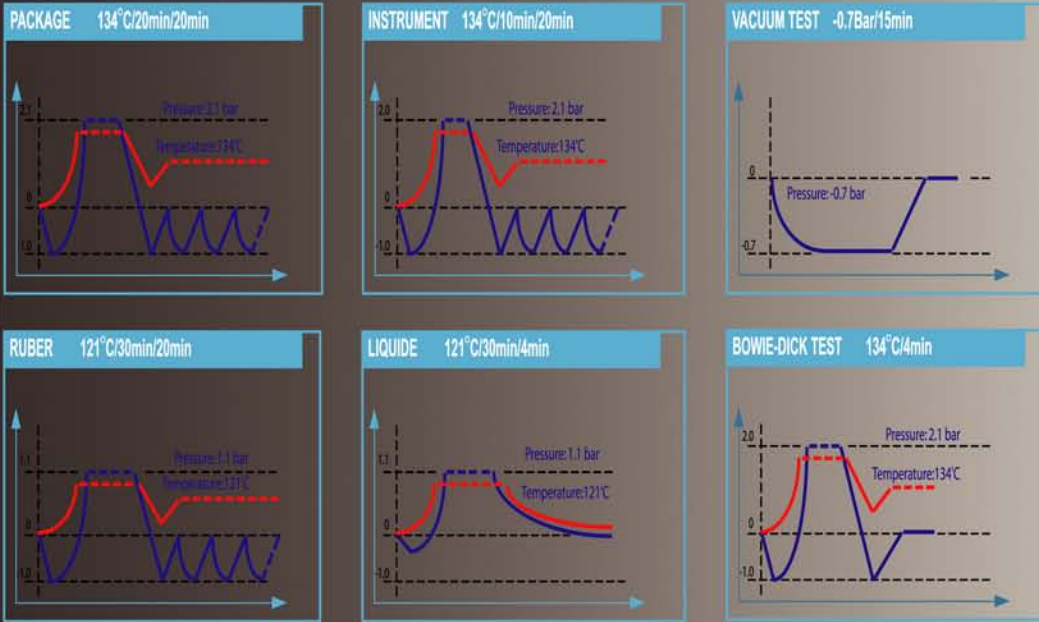 PACKAGE 134°C/20min/20min
2.1
Pressure:2.1 bar
Temperature:134°C
0
-1.0
INSTRUMENT 134°C/10min/20min
2.0
Pressure: 2.1 bar
Temperature:134°C
0
-1.0
VACUUM TEST -0.7Bar/15min
0
Pressure: -0.7 bar
-0.7
RUBER 121°C/30min/20min
1.1
Pressure: 1.1 bar
Temperature:121°C
0
-1.0
LIQUIDE 121°C/30min/4min
1.1
Pressure: 1.1 bar
Temperature:121°C
0
-1.0
BOWIE-DICK TEST 134°C/4min
2.0
Pressure: 2.1 bar
Temperature:134°C
0
-1.0